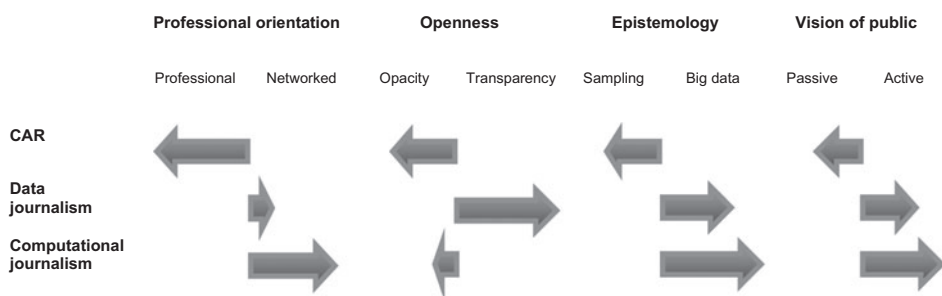 Professional orientation Openness Epistemology Vision of public
Professional Networked Opacity Transparency Sampling Big data Passive Active
CAR
Data
journalism
Computational
journalism